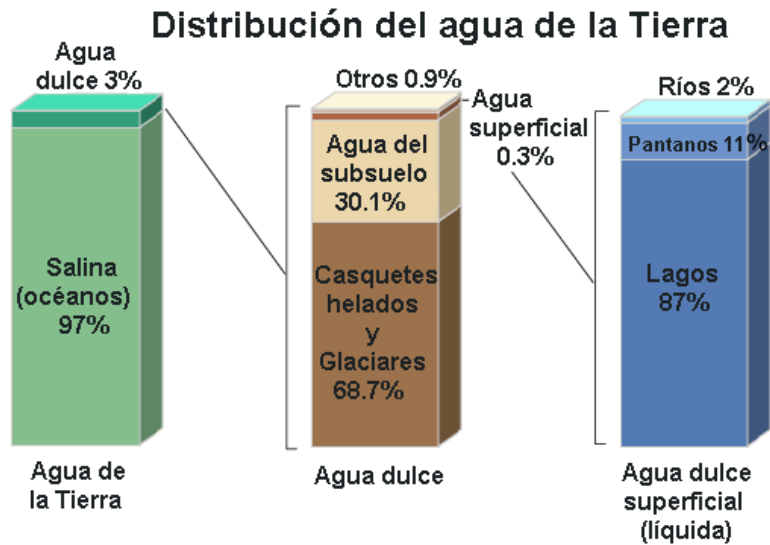 Distribución del agua de la Tierra
Agua
dulce 3%
Salina
(océanos)
97%
Agua de
la Tierra
Otros 0.9%
Agua
superficial
0.3%
Agua del
subsuelo
30.1%
Casquetes
helados
y
Glaciares
68.7%
Agua dulce
Ríos 2%
Pantanos 11%
Lagos
87%
Agua dulce
superficial
(líquida)